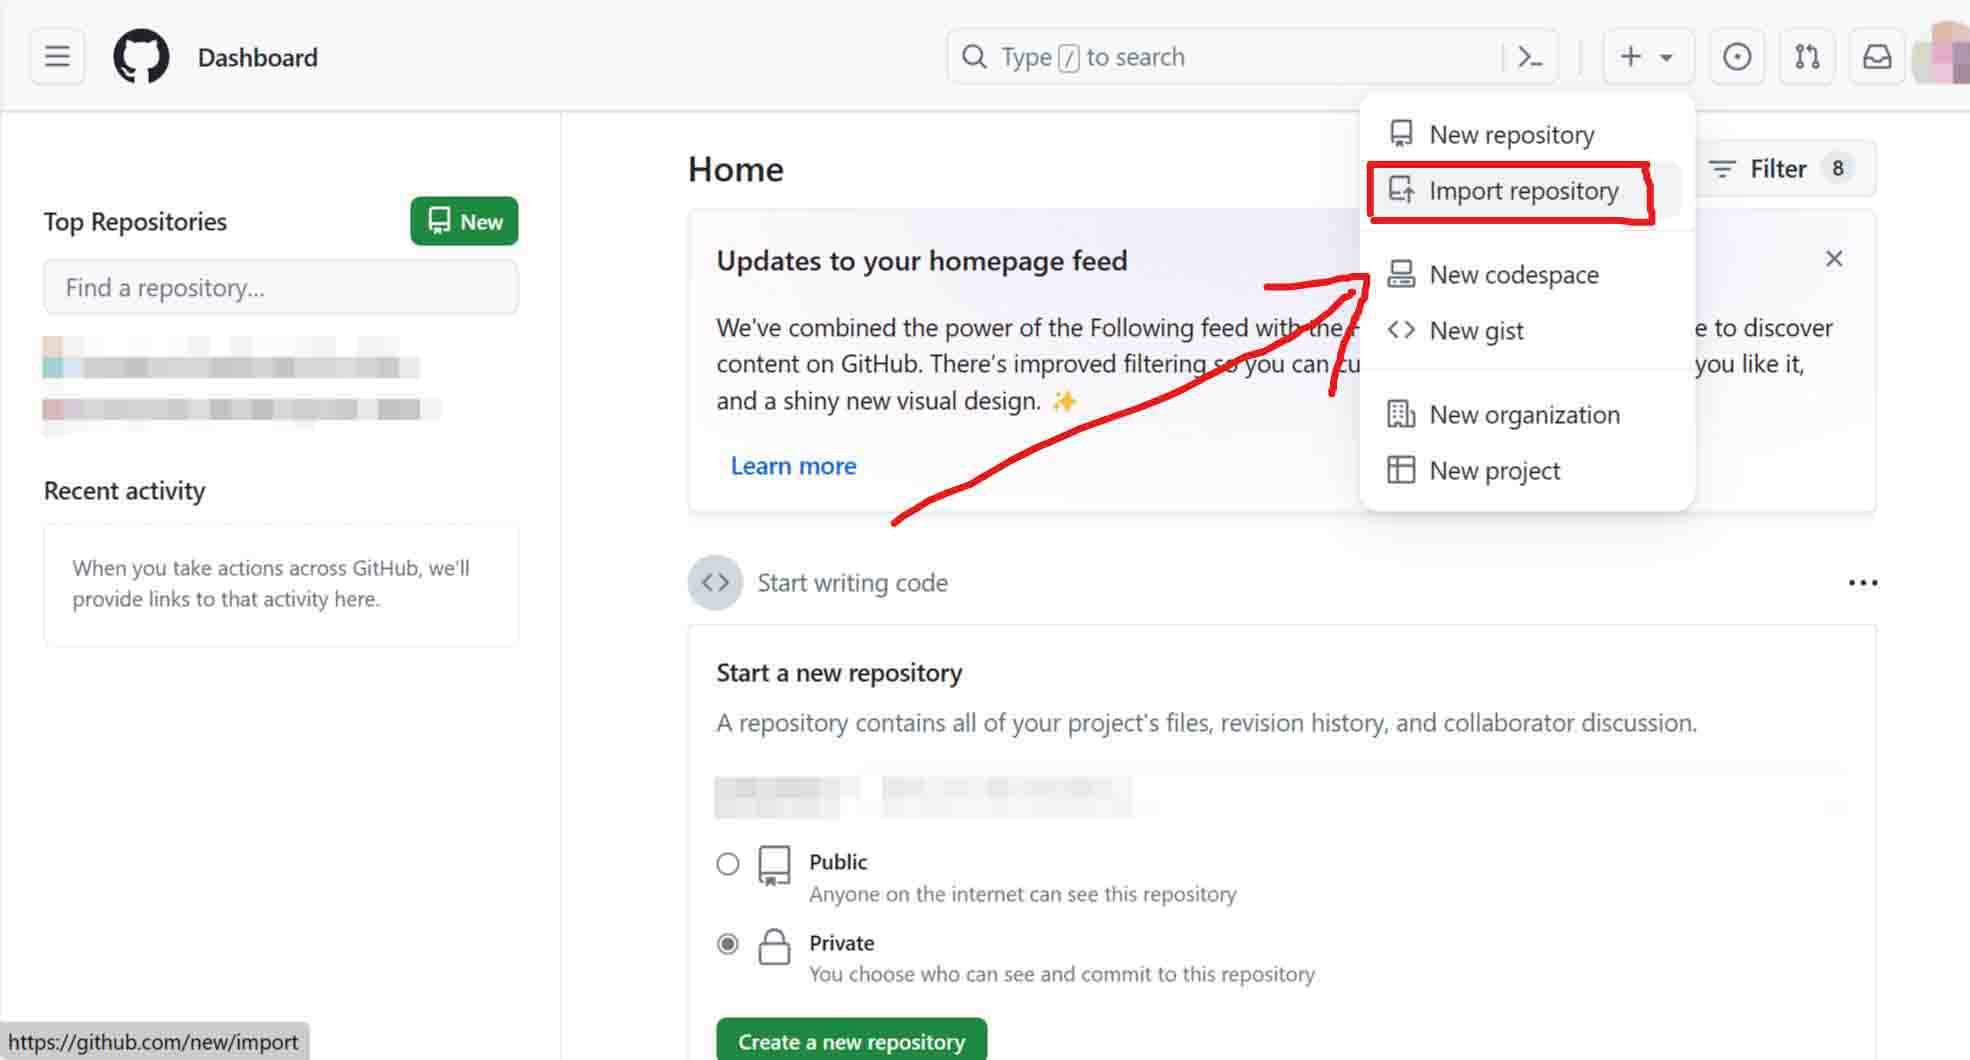 Dashboard
Type / to search
New repository
Import repository
New codespace
New gist
New organization
New project
Top Repositories
New
Find a repository...
Recent activity
When you take actions across GitHub, we'll
provide links to that activity here.
Home
Filter 8
Updates to your homepage feed
We've combined the power of the Following feed with the e to discover
content on GitHub. There's improved filtering so you can cu you like it,
and a shiny new visual design. ✨
Learn more
Start writing code
Start a new repository
A repository contains all of your project's files, revision history, and collaborator discussion.
Public
Anyone on the internet can see this repository
Private
You choose who can see and commit to this repository
Create a new repository
https://github.com/new/import